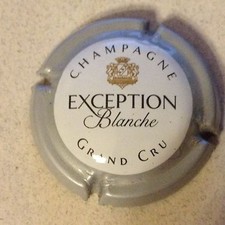 CHAMPAGNE
EXCEPTION
Blanche
GRAND CRU